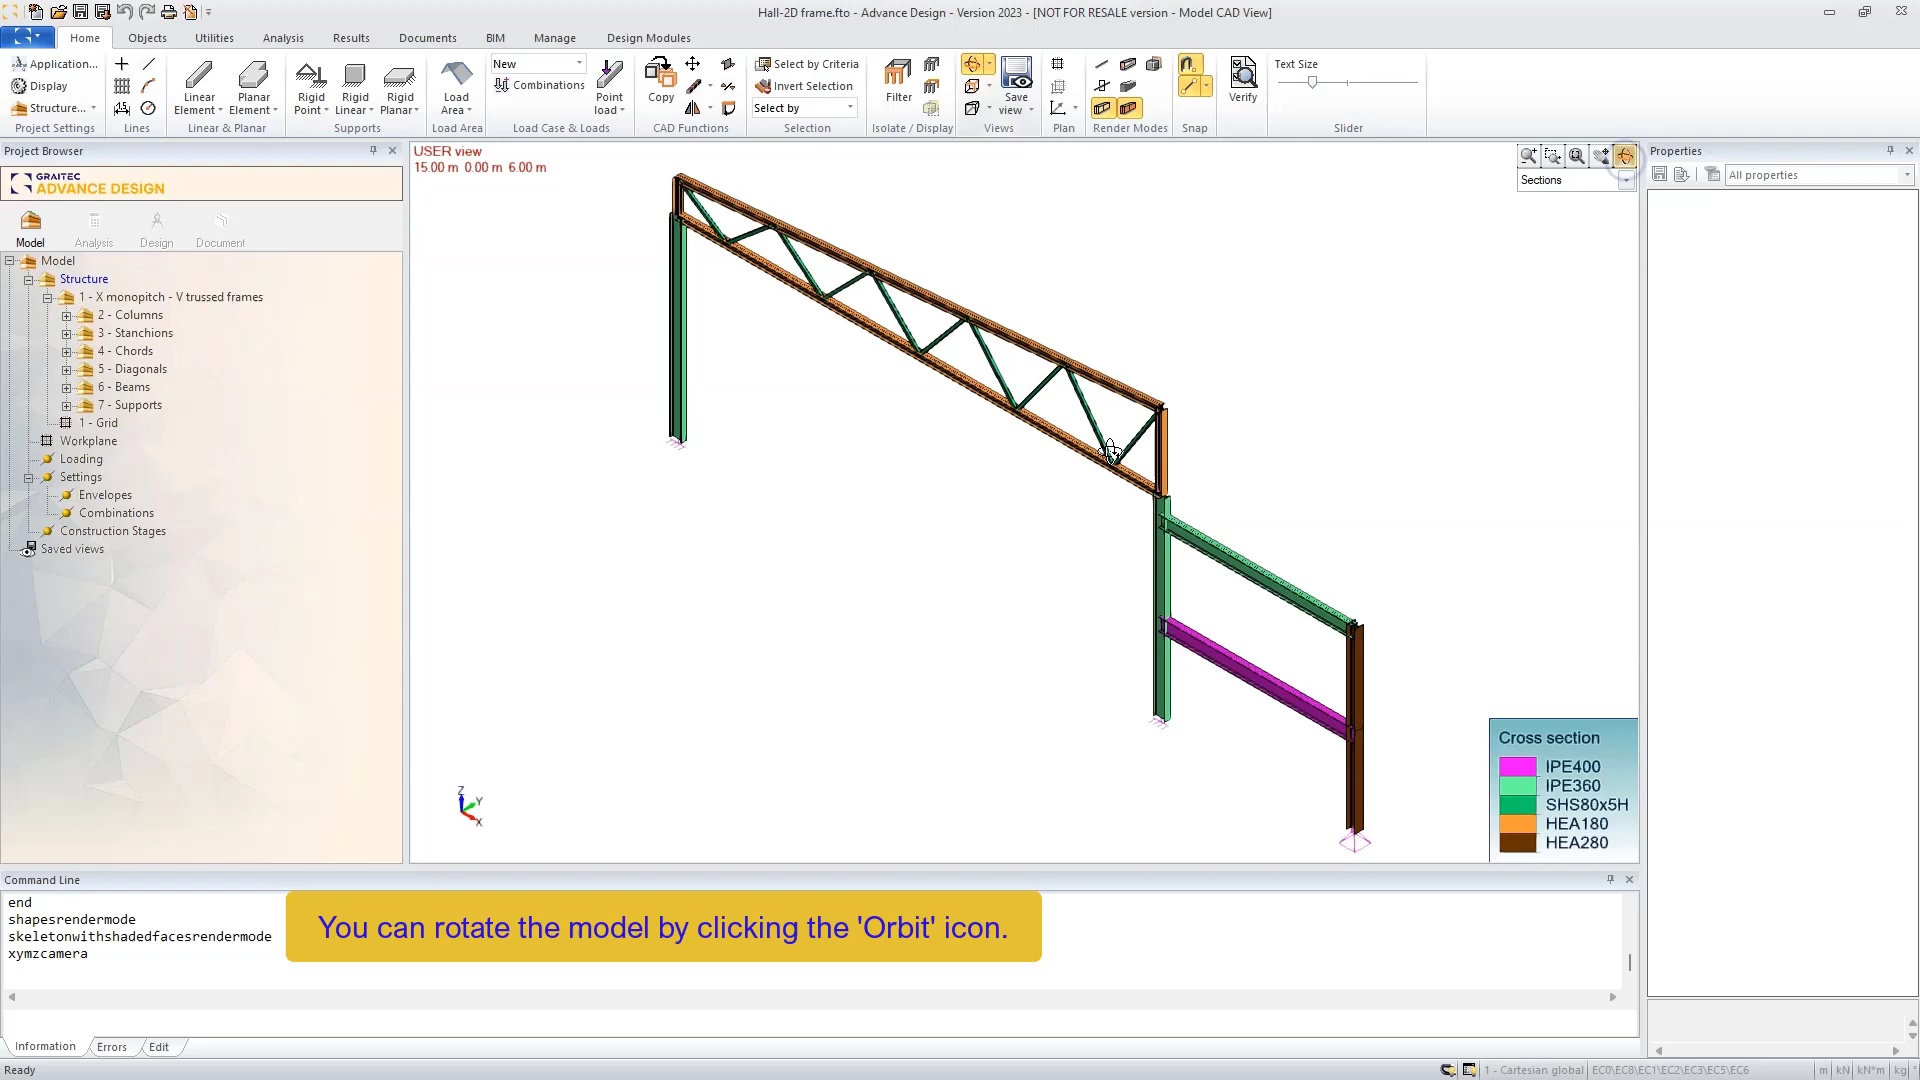 Hall-2D frame.fto - Advance Design - Version 2023 - [NOT FOR RESALE version - Model CAD View]
Home Objects Utilities Analysis Results Documents BIM Manage Design Modules
Application...
Display
Structure...
Project Settings
Lines
Linear Element
Planar Element
Linear & Planar
Rigid Point
Rigid Linear
Rigid Planar
Supports
Load Area
Load Area
New
Combinations
Point load
Load Case & Loads
Copy
CAD Functions
Select by Criteria
Invert Selection
Select by
Selection
Filter
Isolate / Display
Save view
Views
Plan
Render Modes
Snap
Verify
Text Size
Slider
Project Browser
GRAITEC
ADVANCE DESIGN
Model Analysis Design Document
Model
Structure
1 - X monopitch - V trussed frames
2 - Columns
3 - Stanchions
4 - Chords
5 - Diagonals
6 - Beams
7 - Supports
1 - Grid
Workplane
Loading
Settings
Envelopes
Combinations
Construction Stages
Saved views
USER view
15.00 m 0.00 m 6.00 m
Sections
Z
Y
X
Cross section
IPE400
IPE360
SHS80x5H
HEA180
HEA280
Properties
All properties
Command Line
end
shapesrendermode
skeletonwithshadedfacesrendermode
xymzcamera
You can rotate the model by clicking the 'Orbit' icon.
Information Errors Edit
Ready
1 - Cartesian global
EC0\EC8\EC1\EC2\EC3\EC5\EC6
m kN kN*m kg °